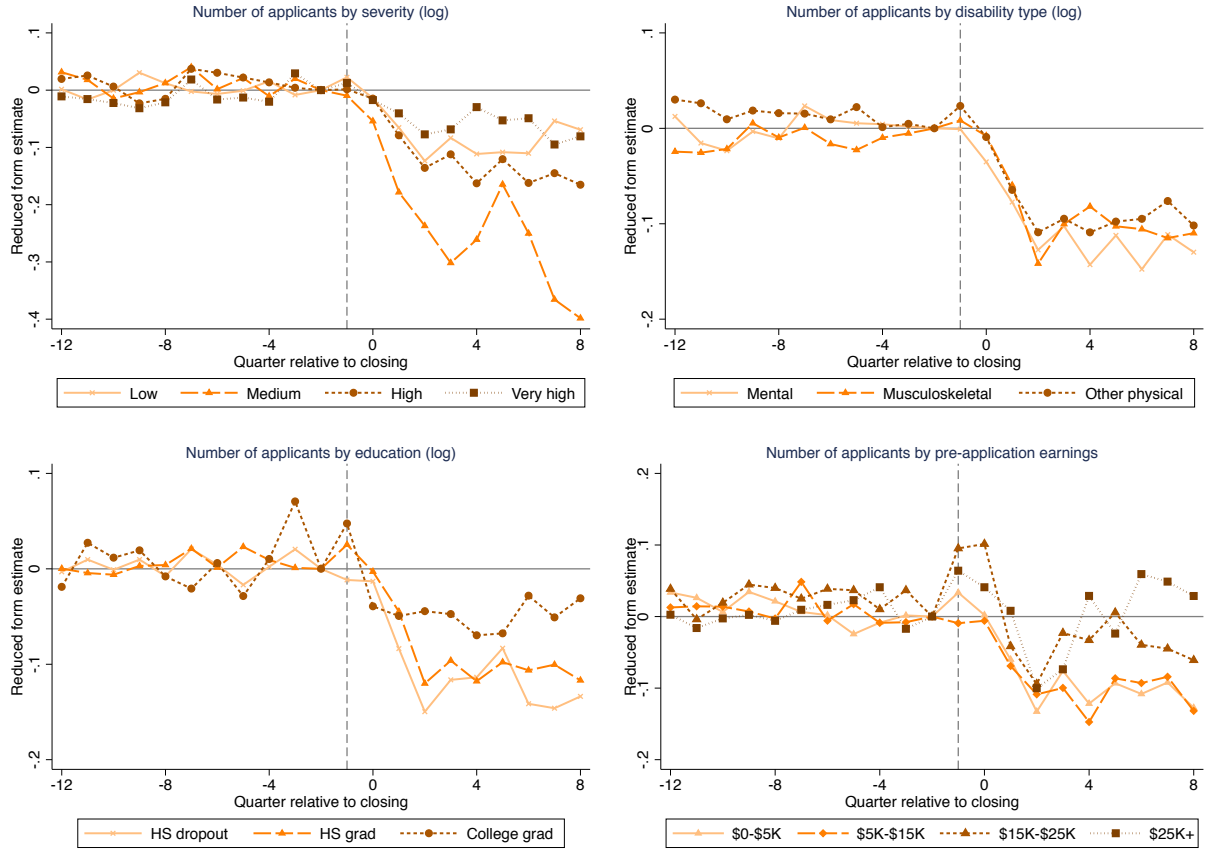 Number of applicants by severity (log)
Reduced form estimate
.1
0
-.1
-.2
-.3
-.4
-12 -8 -4 0 4 8
Quarter relative to closing
Low Medium High Very high
Number of applicants by disability type (log)
Reduced form estimate
.1
0
-.1
-.2
-12 -8 -4 0 4 8
Quarter relative to closing
Mental Musculoskeletal Other physical
Number of applicants by education (log)
Reduced form estimate
.1
0
-.1
-.2
-12 -8 -4 0 4 8
Quarter relative to closing
HS dropout HS grad College grad
Number of applicants by pre-application earnings
Reduced form estimate
.2
.1
0
-.1
-.2
-12 -8 -4 0 4 8
Quarter relative to closing
$0-$5K $5K-$15K $15K-$25K $25K+